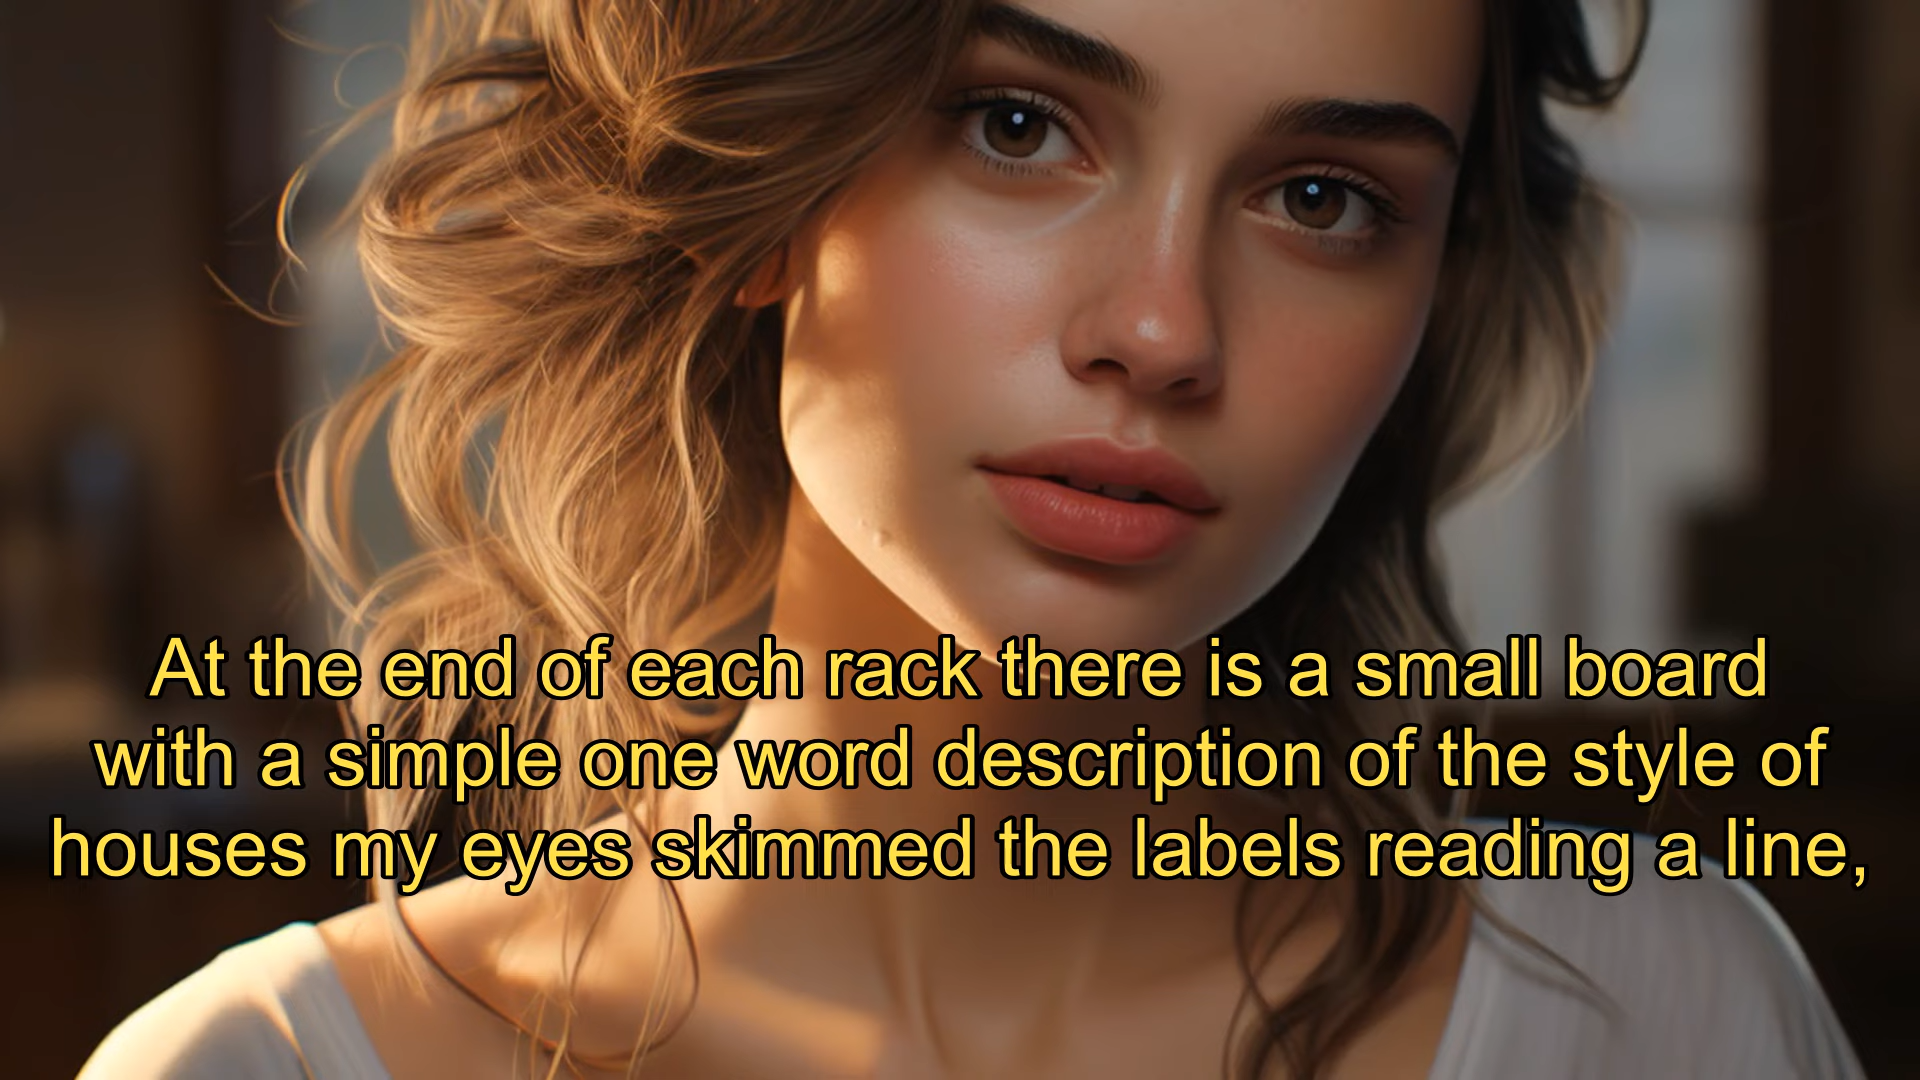 At the end of each rack there is a small board
with a simple one word description of the style of
houses my eyes skimmed the labels reading a line,